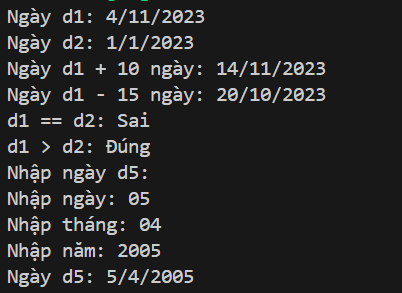 Ngày d1: 4/11/2023
Ngày d2: 1/1/2023
Ngày d1 + 10 ngày: 14/11/2023
Ngày d1 - 15 ngày: 20/10/2023
d1 == d2: Sai
d1 > d2: Đúng
Nhập ngày d5:
Nhập ngày: 05
Nhập tháng: 04
Nhập năm: 2005
Ngày d5: 5/4/2005